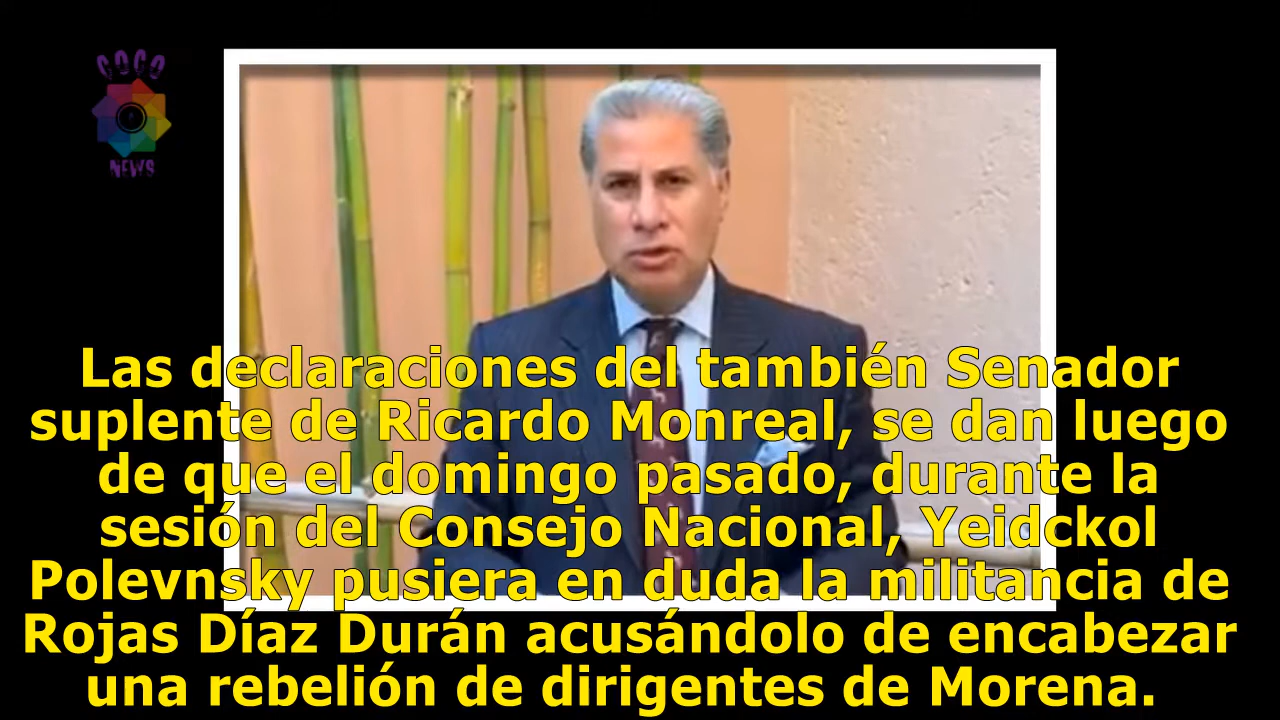 COCO
NEWS
Las declaraciones del también Senador
suplente de Ricardo Monreal, se dan luego
de que el domingo pasado, durante la
sesión del Consejo Nacional, Yeidckol
Polevnsky pusiera en duda la militancia de
Rojas Díaz Durán acusándolo de encabezar
una rebelión de dirigentes de Morena.